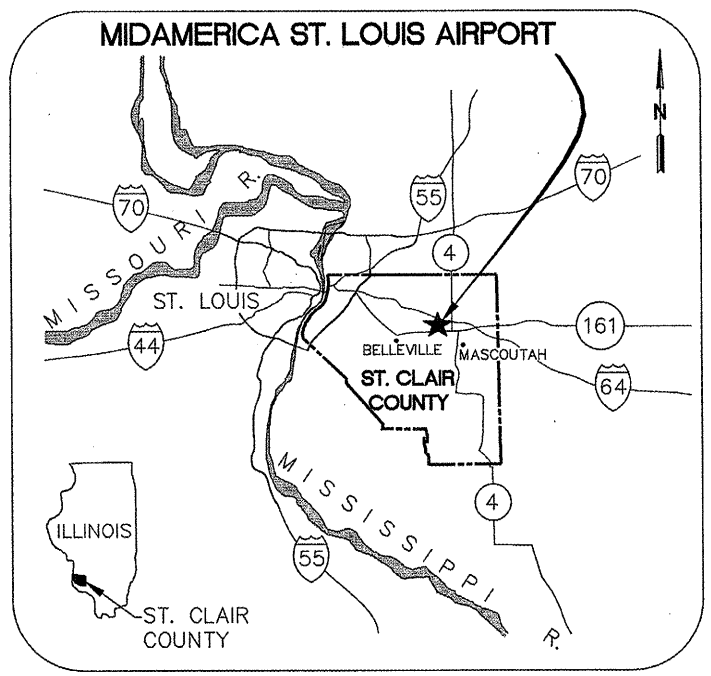 MIDAMERICA ST. LOUIS AIRPORT
N
70
55
70
MISSOURI R.
4
ST. LOUIS
161
44
BELLEVILLE
MASCOUTAH
ST. CLAIR
COUNTY
64
MISSISSIPPI R.
4
ILLINOIS
55
ST. CLAIR
COUNTY